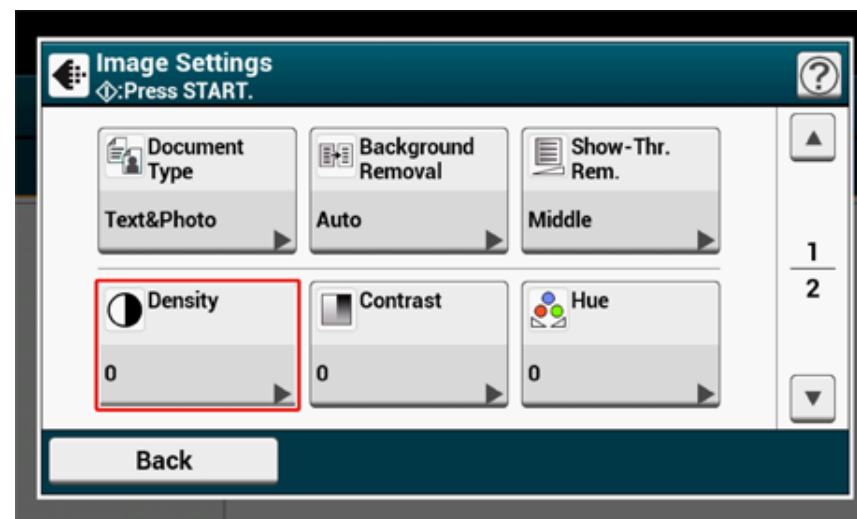 Image Settings
:Press START.
?
Document
Type
Text&Photo
Background
Removal
Auto
Show-Thr.
Rem.
Middle
1
2
Density
0
Contrast
0
Hue
0
Back